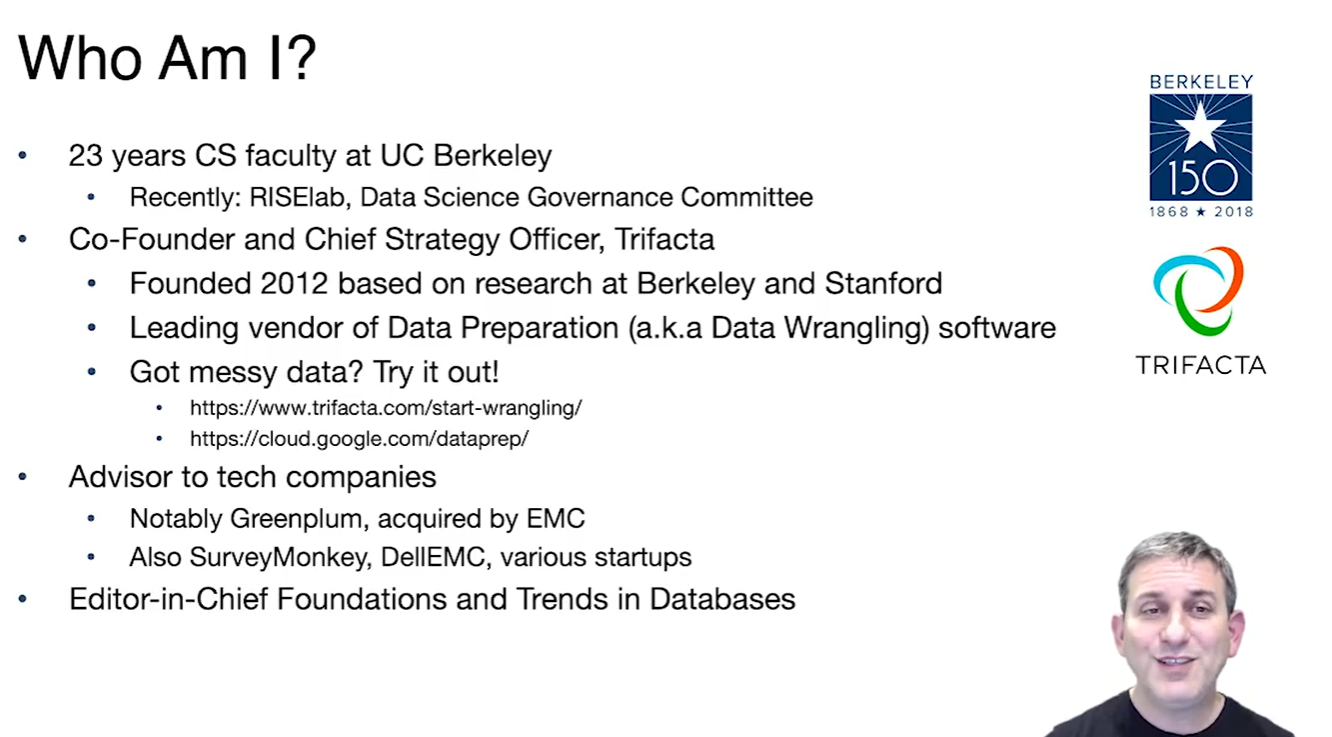 Who Am I?
23 years CS faculty at UC Berkeley
Recently: RISElab, Data Science Governance Committee
Co-Founder and Chief Strategy Officer, Trifacta
Founded 2012 based on research at Berkeley and Stanford
Leading vendor of Data Preparation (a.k.a Data Wrangling) software
Got messy data? Try it out!
https://www.trifacta.com/start-wrangling/
https://cloud.google.com/dataprep/
Advisor to tech companies
Notably Greenplum, acquired by EMC
Also SurveyMonkey, DellEMC, various startups
Editor-in-Chief Foundations and Trends in Databases
BERKELEY
150
1868 ★ 2018
TRIFACTA